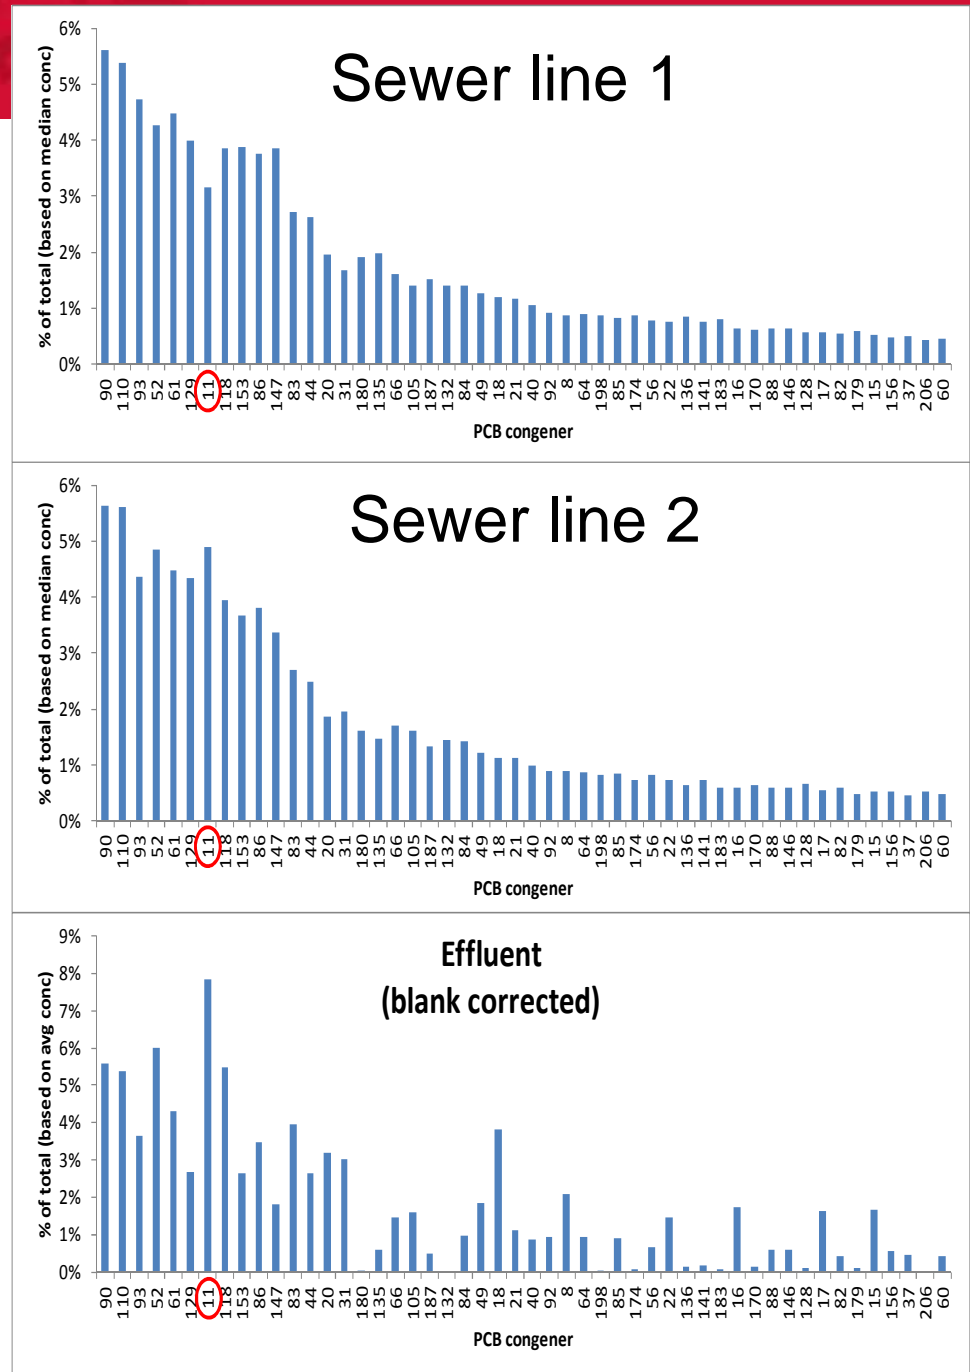 Sewer line 1
% of total (based on median conc)
6%
5%
4%
3%
2%
1%
0%
90 110 93 52 61 129 11 118 153 86 147 83 44 20 31 180 135 66 105 187 132 84 49 18 21 40 92 8 64 198 85 174 56 22 136 141 183 16 170 88 146 128 17 82 179 15 156 37 206 60
PCB congener
Sewer line 2
% of total (based on median conc)
6%
5%
4%
3%
2%
1%
0%
90 110 93 52 61 129 11 118 153 86 147 83 44 20 31 180 135 66 105 187 132 84 49 18 21 40 92 8 64 198 85 174 56 22 136 141 183 16 170 88 146 128 17 82 179 15 156 37 206 60
PCB congener
Effluent
(blank corrected)
% of total (based on avg conc)
9%
8%
7%
6%
5%
4%
3%
2%
1%
0%
90 110 93 52 61 129 11 118 153 86 147 83 44 20 31 180 135 66 105 187 132 84 49 18 21 40 92 8 64 198 85 174 56 22 136 141 183 16 170 88 146 128 17 82 179 15 156 37 206 60
PCB congener